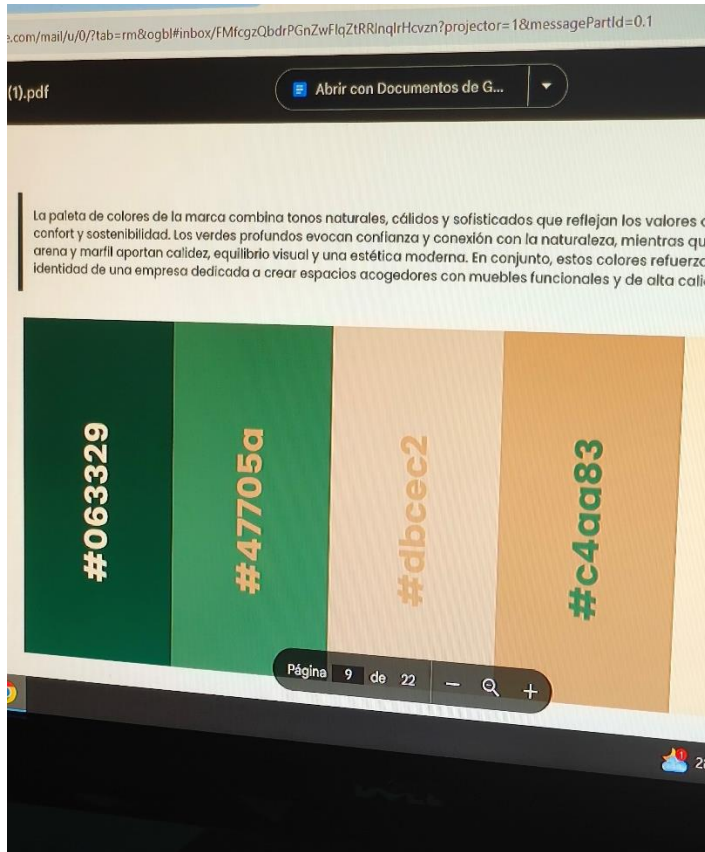 e.com/mail/u/0/?tab=rm&ogbl#inbox/FMfcgzQbdrPGnZwFlqZtRRlnqlrHcvzn?projector=1&messagePartId=0.1
(1).pdf
Abrir con Documentos de G...
La paleta de colores de la marca combina tonos naturales, cálidos y sofisticados que reflejan los valores
confort y sostenibilidad. Los verdes profundos evocan confianza y conexión con la naturaleza, mientras qu
arena y marfil aportan calidez, equilibrio visual y una estética moderna. En conjunto, estos colores refuerza
identidad de una empresa dedicada a crear espacios acogedores con muebles funcionales y de alta cali
#063329
#47705a
#dbcec2
#c4aa83
Página 9 de 22
1